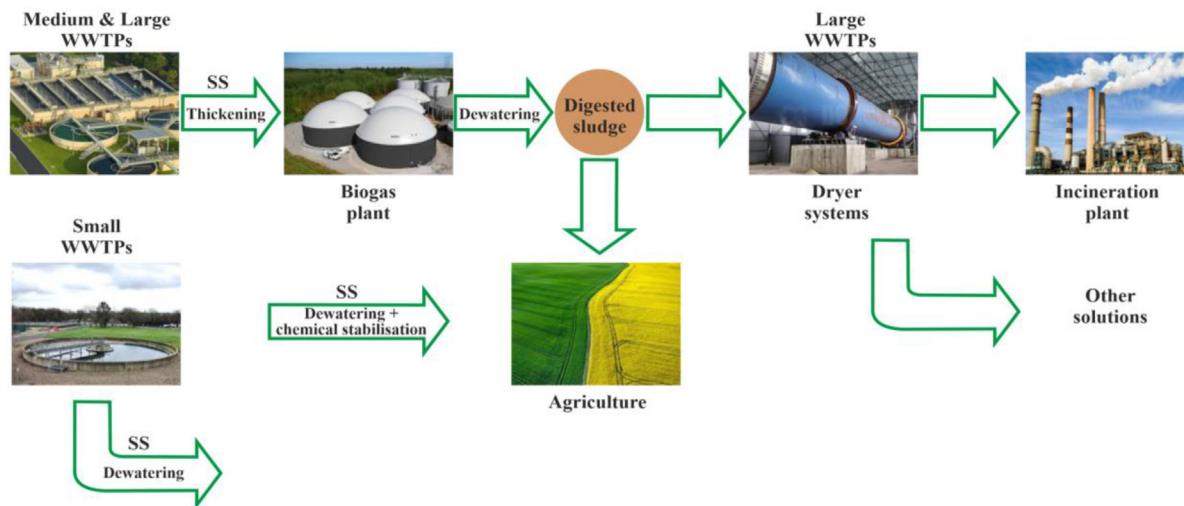 Medium & Large
WWTPs
SS
Thickening
Biogas
plant
Dewatering
Digested
sludge
Large
WWTPs
Dryer
systems
Incineration
plant
Small
WWTPs
SS
Dewatering +
chemical stabilisation
Agriculture
Other
solutions
SS
Dewatering